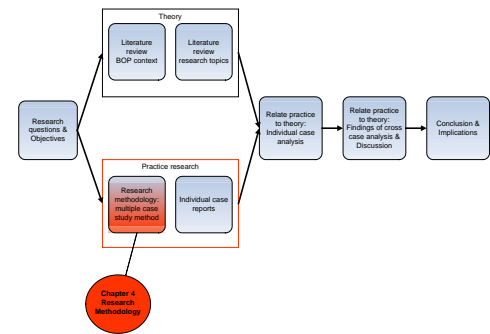 Theory
Literature
review
BOP context
Literature
review
research topics
Research
questions &
Objectives
Relate practice
to theory:
Individual case
analysis
Relate practice
to theory:
Findings of cross
case analysis &
Discussion
Conclusion &
Implications
Practice research
Research
methodology:
multiple case
study method
Individual case
reports
Chapter 4
Research
Methodology